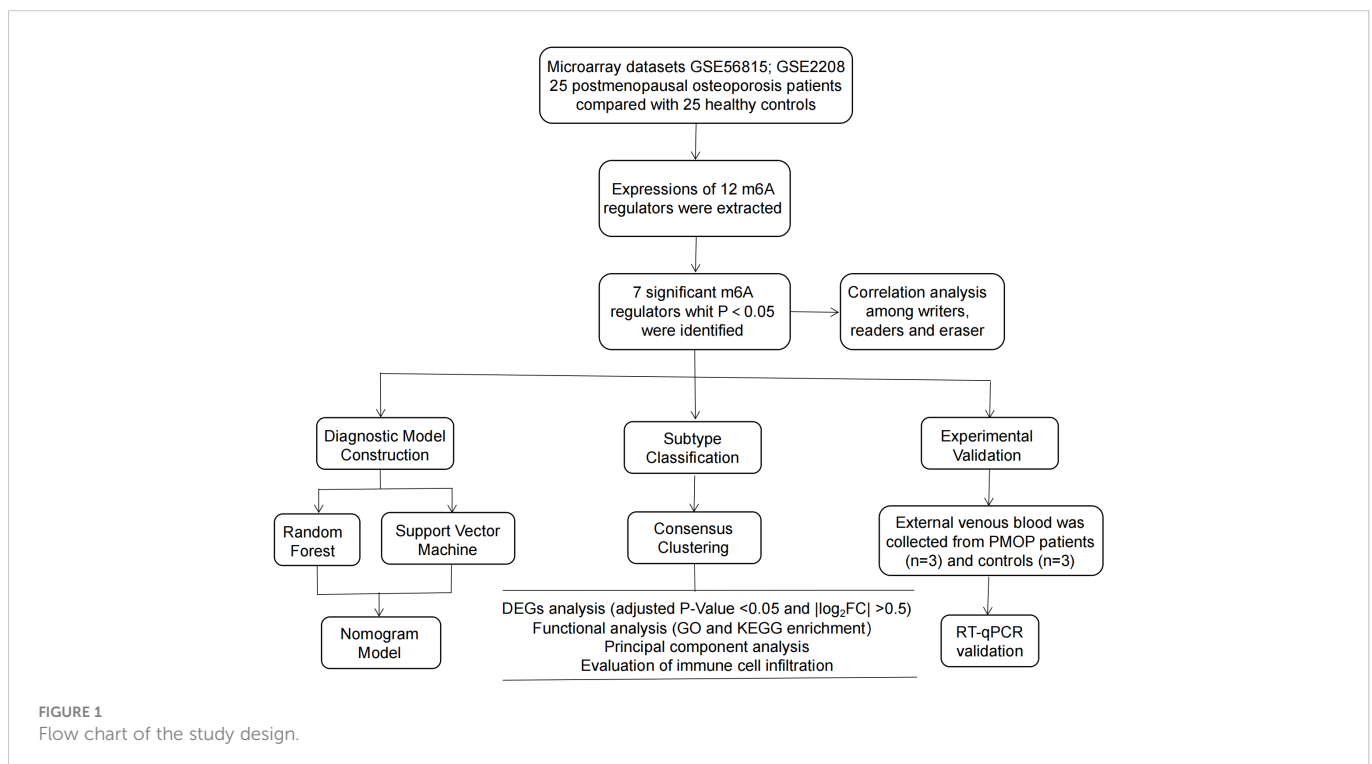 Microarray datasets GSE56815; GSE2208
25 postmenopausal osteoporosis patients
compared with 25 healthy controls
Expressions of 12 m6A
regulators were extracted
7 significant m6A
regulators whit P < 0.05
were identified
Correlation analysis
among writers,
readers and eraser
Diagnostic Model
Construction
Subtype
Classification
Experimental
Validation
Random
Forest
Support Vector
Machine
Consensus
Clustering
External venous blood was
collected from PMOP patients
(n=3) and controls (n=3)
Nomogram
Model
DEGs analysis (adjusted P-Value <0.05 and |log₂FC| >0.5)
Functional analysis (GO and KEGG enrichment)
Principal component analysis
Evaluation of immune cell infiltration
RT-qPCR
validation
FIGURE 1
Flow chart of the study design.